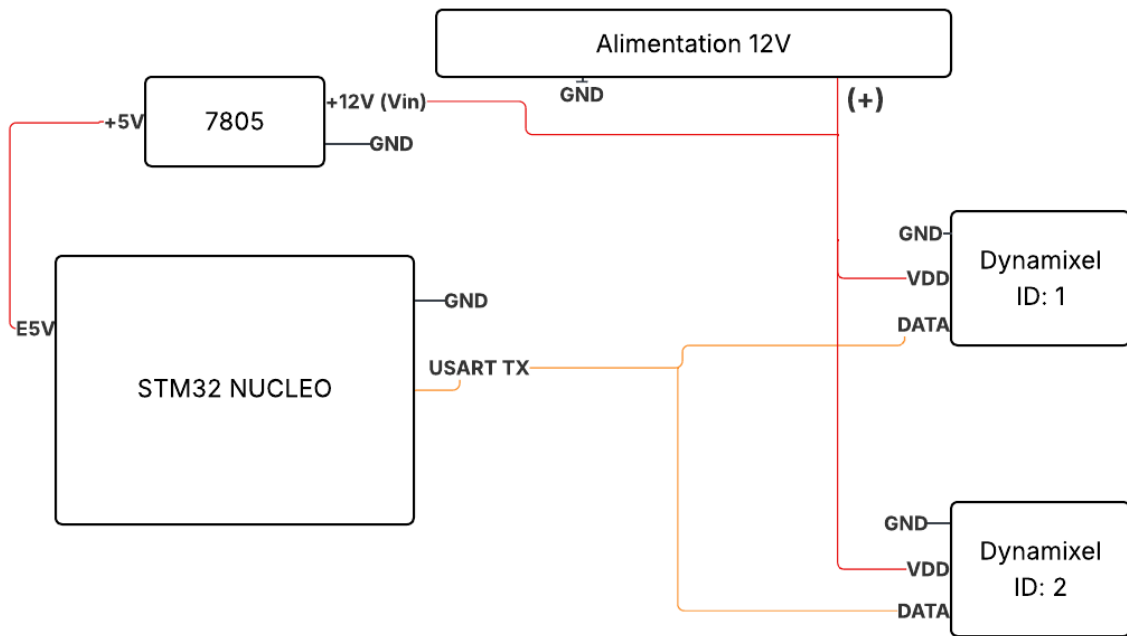 Alimentation 12V
GND
(+)
+12V (Vin)
+5V
7805
GND
GND
Dynamixel
ID: 1
VDD
DATA
E5V
GND
STM32 NUCLEO
USART TX
GND
Dynamixel
ID: 2
VDD
DATA